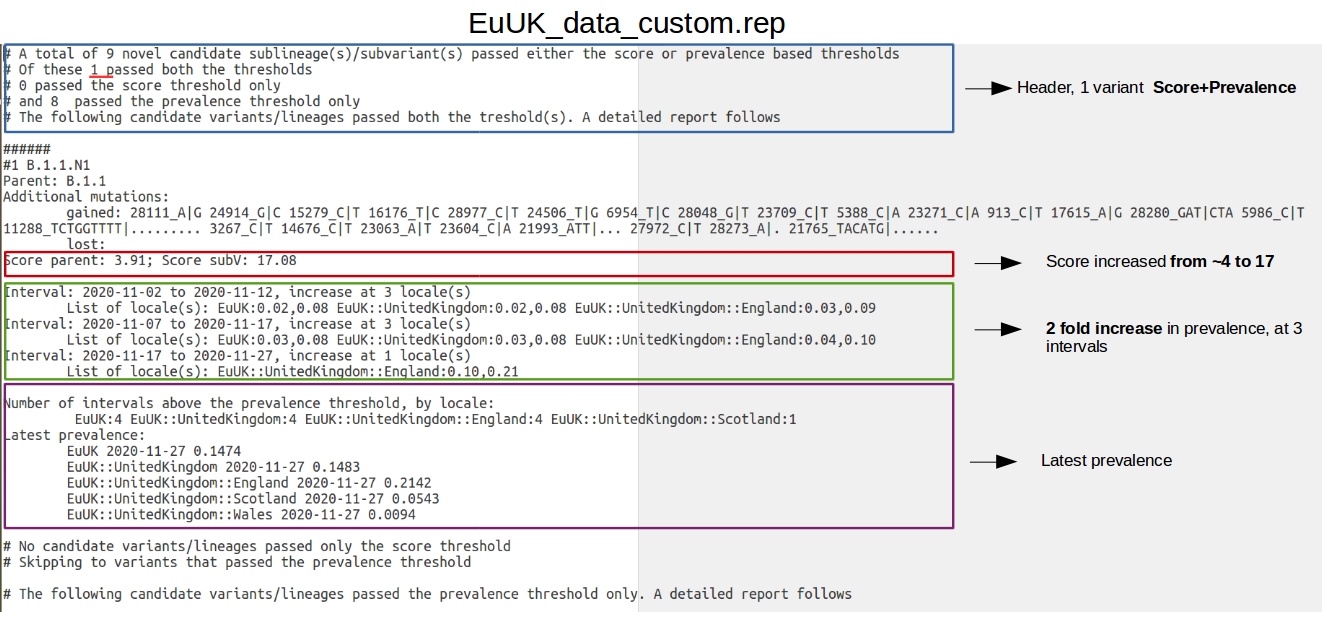 EuUK_data_custom.rep
# A total of 9 novel candidate sublineage(s)/subvariant(s) passed either the score or prevalence based thresholds
# Of these 1 passed both the thresholds
# 0 passed the score threshold only
# and 8  passed the prevalence threshold only
# The following candidate variants/lineages passed both the treshold(s). A detailed report follows
Header, 1 variant Score+Prevalence
######
#1 B.1.1.N1
Parent: B.1.1
Additional mutations:
gained: 28111_A|G 24914_G|C 15279_C|T 16176_T|C 28977_C|T 24506_T|G 6954_T|C 28048_G|T 23709_C|T 5388_C|A 23271_C|A 913_C|T 17615_A|G 28280_GAT|CTA 5986_C|T
11288_TCTGGTTTT|......... 3267_C|T 14676_C|T 23063_A|T 23604_C|A 21993_ATT|... 27972_C|T 28273_A|. 21765_TACATG|......
lost:
Score parent: 3.91; Score subV: 17.08
Score increased from ~4 to 17
Interval: 2020-11-02 to 2020-11-12, increase at 3 locale(s)
List of locale(s): EuUK:0.02,0.08 EuUK::UnitedKingdom:0.02,0.08 EuUK::UnitedKingdom::England:0.03,0.09
Interval: 2020-11-07 to 2020-11-17, increase at 3 locale(s)
List of locale(s): EuUK:0.03,0.08 EuUK::UnitedKingdom:0.03,0.08 EuUK::UnitedKingdom::England:0.04,0.10
Interval: 2020-11-17 to 2020-11-27, increase at 1 locale(s)
List of locale(s): EuUK::UnitedKingdom::England:0.10,0.21
2 fold increase in prevalence, at 3
intervals
Number of intervals above the prevalence threshold, by locale:
EuUK:4 EuUK::UnitedKingdom:4 EuUK::UnitedKingdom::England:4 EuUK::UnitedKingdom::Scotland:1
Latest prevalence:
EuUK 2020-11-27 0.1474
EuUK::UnitedKingdom 2020-11-27 0.1483
EuUK::UnitedKingdom::England 2020-11-27 0.2142
EuUK::UnitedKingdom::Scotland 2020-11-27 0.0543
EuUK::UnitedKingdom::Wales 2020-11-27 0.0094
Latest prevalence
# No candidate variants/lineages passed only the score threshold
# Skipping to variants that passed the prevalence threshold
# The following candidate variants/lineages passed the prevalence threshold only. A detailed report follows